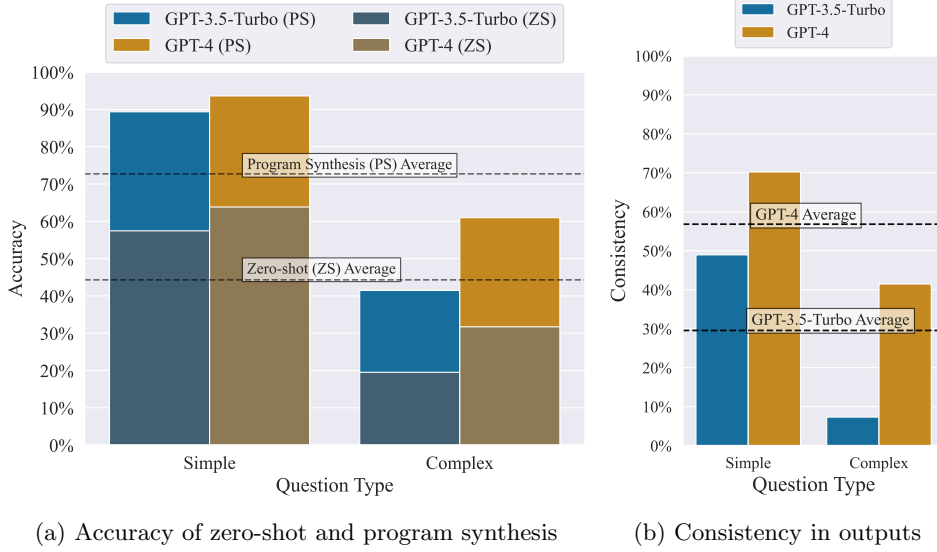 GPT-3.5-Turbo (PS) GPT-3.5-Turbo (ZS)
GPT-4 (PS) GPT-4 (ZS)
100%
90%
80%
70%
60%
50%
40%
30%
20%
10%
0%
Accuracy
Program Synthesis (PS) Average
Zero-shot (ZS) Average
Simple Complex
Question Type
(a) Accuracy of zero-shot and program synthesis
GPT-3.5-Turbo
GPT-4
100%
90%
80%
70%
60%
50%
40%
30%
20%
10%
0%
Consistency
GPT-4 Average
GPT-3.5-Turbo Average
Simple Complex
Question Type
(b) Consistency in outputs